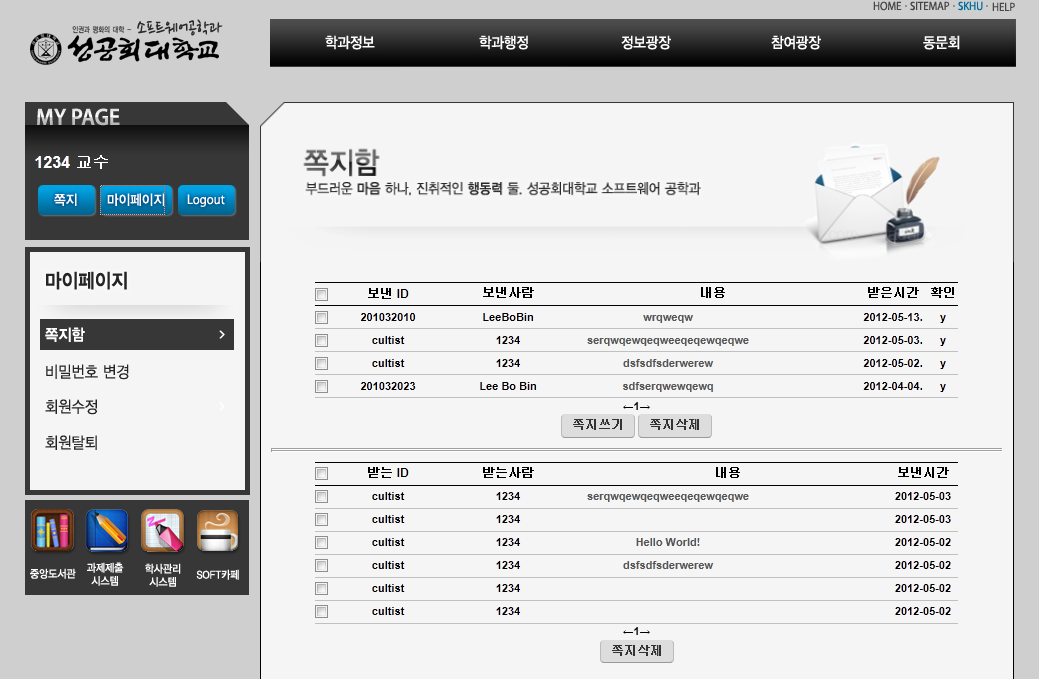 HOME · SITEMAP · SKHU · HELP
인권과 평화의 대학 - 소프트웨어공학과
성공회대학교
학과정보 학과행정 정보광장 참여광장 동문회
MY PAGE
1234 교수
쪽지 마이페이지 Logout
마이페이지
쪽지함
비밀번호 변경
회원수정
회원탈퇴
중앙도서관
과제제출
시스템
학사관리
시스템
SOFT카페
쪽지함
부드러운 마음 하나, 진취적인 행동력 둘. 성공회대학교 소프트웨어 공학과
보낸 ID 보낸사람 내용 받은시간 확인
201032010 LeeBoBin wrqweqw 2012-05-13. y
cultist 1234 serqwqewqeqweeqeqewqeqwe 2012-05-03. y
cultist 1234 dsfsdfsderwerew 2012-05-02. y
201032023 Lee Bo Bin sdfserqwewqewq 2012-04-04. y
←1→
쪽지쓰기 쪽지삭제
받는 ID 받는사람 내용 보낸시간
cultist 1234 serqwqewqeqweeqeqewqeqwe 2012-05-03
cultist 1234 2012-05-03
cultist 1234 Hello World! 2012-05-02
cultist 1234 dsfsdfsderwerew 2012-05-02
cultist 1234 2012-05-02
cultist 1234 2012-05-02
←1→
쪽지삭제